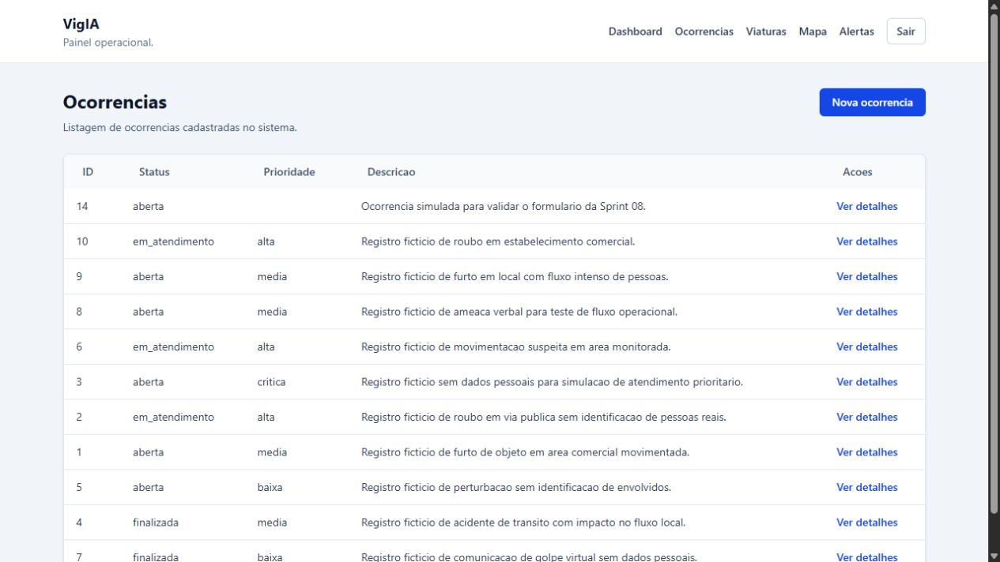 VigIA
Painel operacional.
Dashboard Ocorrencias Viaturas Mapa Alertas Sair
Ocorrencias
Nova ocorrencia
Listagem de ocorrencias cadastradas no sistema.
ID Status Prioridade Descricao Acoes
14 aberta Ocorrencia simulada para validar o formulario da Sprint 08. Ver detalhes
10 em_atendimento alta Registro ficticio de roubo em estabelecimento comercial. Ver detalhes
9 aberta media Registro ficticio de furto em local com fluxo intenso de pessoas. Ver detalhes
8 aberta media Registro ficticio de ameaca verbal para teste de fluxo operacional. Ver detalhes
6 em_atendimento alta Registro ficticio de movimentacao suspeita em area monitorada. Ver detalhes
3 aberta critica Registro ficticio sem dados pessoais para simulacao de atendimento prioritario. Ver detalhes
2 em_atendimento alta Registro ficticio de roubo em via publica sem identificacao de pessoas reais. Ver detalhes
1 aberta media Registro ficticio de furto de objeto em area comercial movimentada. Ver detalhes
5 aberta baixa Registro ficticio de perturbacao sem identificacao de envolvidos. Ver detalhes
4 finalizada media Registro ficticio de acidente de transito com impacto no fluxo local. Ver detalhes
7 finalizada baixa Registro ficticio de comunicacao de golpe virtual sem dados pessoais. Ver detalhes